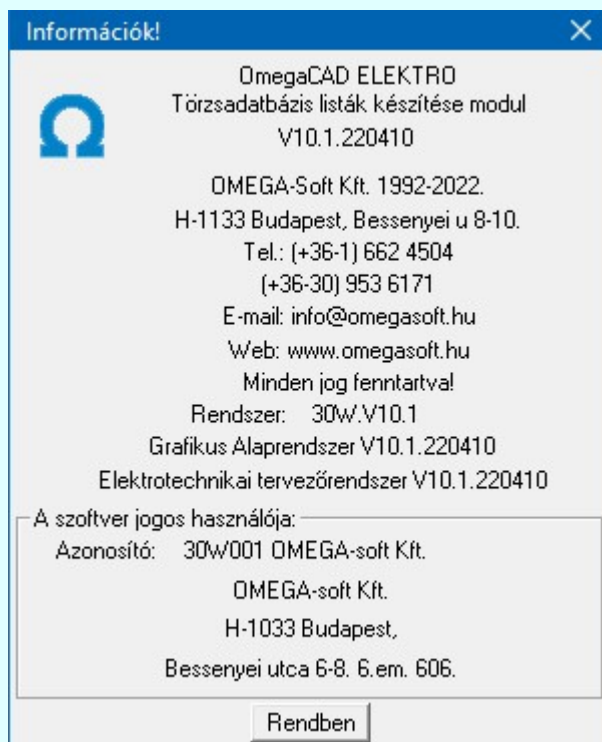 Információk!
OmegaCAD ELEKTRO
Törzsadatbázis listák készítése modul
V10.1.220410
OMEGA-Soft Kft. 1992-2022.
H-1133 Budapest, Bessenyei u 8-10.
Tel.: (+36-1) 662 4504
(+36-30) 953 6171
E-mail: info@omegasoft.hu
Web: www.omegasoft.hu
Minden jog fenntartva!
Rendszer: 30W.V10.1
Grafikus Alaprendszer V10.1.220410
Elektrotechnikai tervezőrendszer V10.1.220410
A szoftver jogos használója:
Azonosító: 30W001 OMEGA-soft Kft.
OMEGA-soft Kft.
H-1033 Budapest,
Bessenyei utca 6-8. 6.em. 606.
Rendben